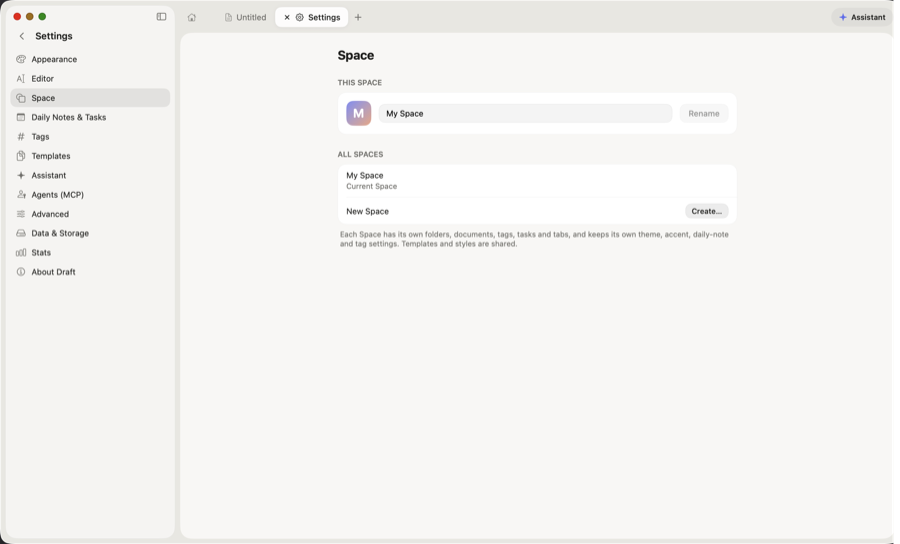 Untitled
Settings
Assistant
Settings
Appearance
Editor
Space
Daily Notes & Tasks
Tags
Templates
Assistant
Agents (MCP)
Advanced
Data & Storage
Stats
About Draft
Space
THIS SPACE
M
My Space
Rename
ALL SPACES
My Space
Current Space
New Space
Create...
Each Space has its own folders, documents, tags, tasks and tabs, and keeps its own theme, accent, daily-note
and tag settings. Templates and styles are shared.